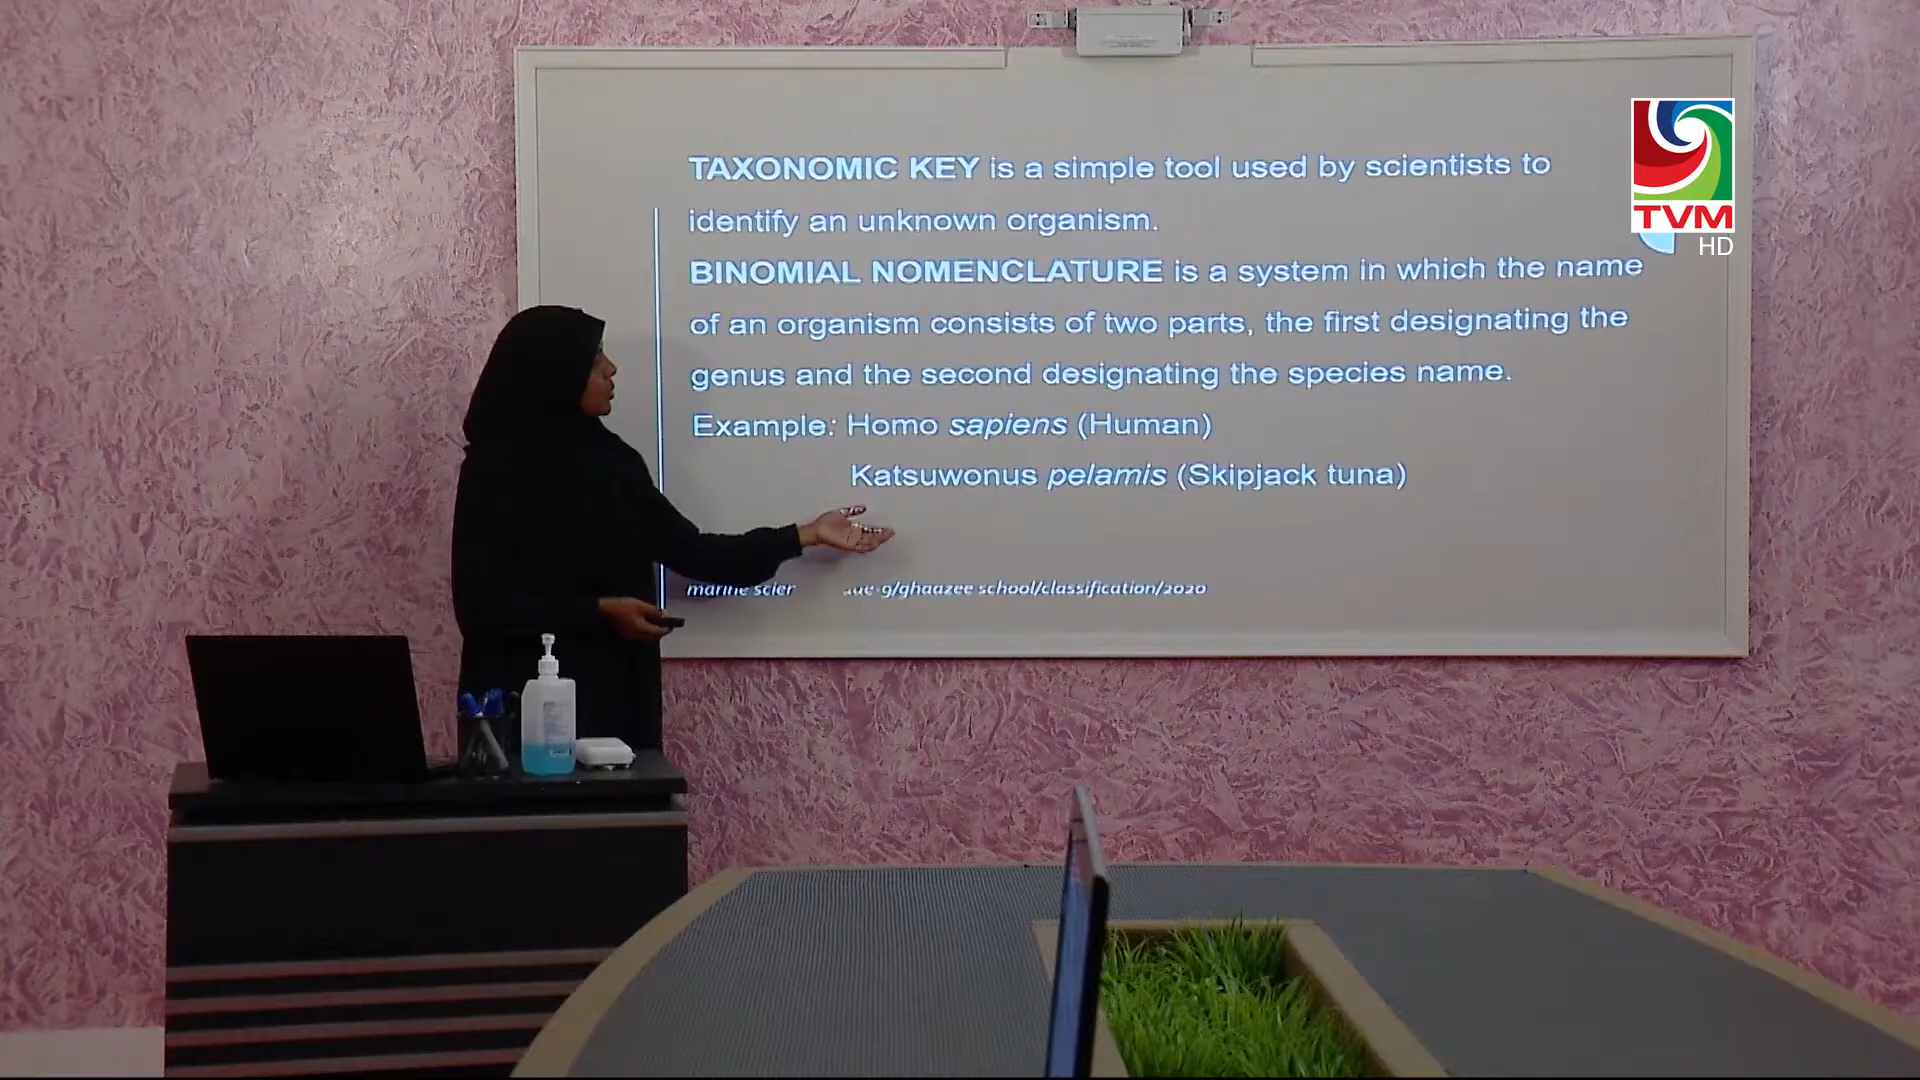 TAXONOMIC KEY is a simple tool used by scientists to
identify an unknown organism.
BINOMIAL NOMENCLATURE is a system in which the name
of an organism consists of two parts, the first designating the
genus and the second designating the species name.
Example: Homo sapiens (Human)
Katsuwonus pelamis (Skipjack tuna)
marine 9/ghaazee school/classification/2020
TVM
HD